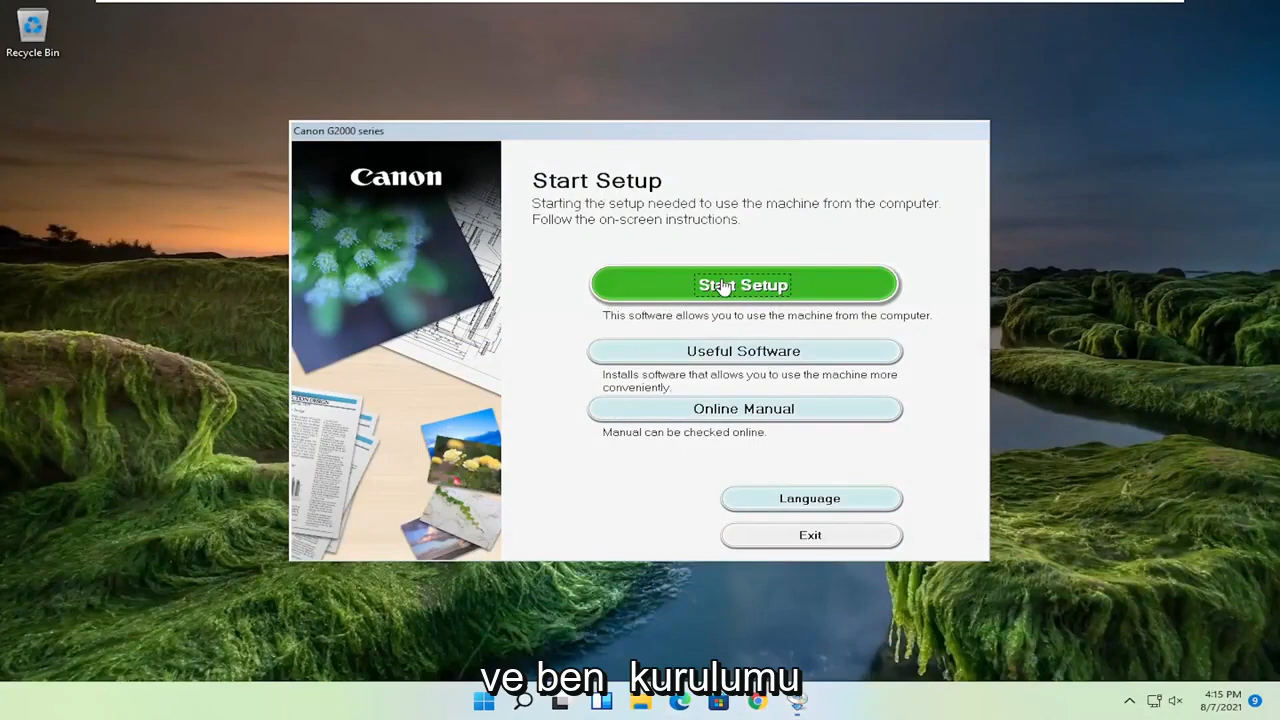 Recycle Bin
Canon G2000 series
Canon
Start Setup
Starting the setup needed to use the machine from the computer.
Follow the on-screen instructions.
Start Setup
This software allows you to use the machine from the computer.
Useful Software
Installs software that allows you to use the machine more
conveniently.
Online Manual
Manual can be checked online.
Language
Exit
ve ben kurulumu
4:15 PM
8/7/2021
9